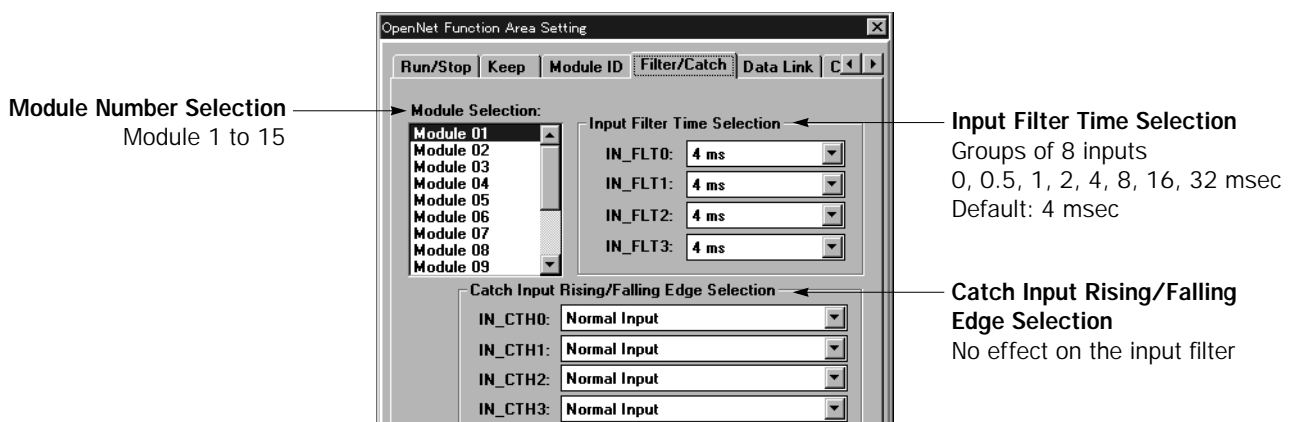 OpenNet Function Area Setting
Run/Stop Keep Module ID Filter/Catch Data Link C
Module Number Selection
Module 1 to 15
Module Selection:
Module 01
Module 02
Module 03
Module 04
Module 05
Module 06
Module 07
Module 08
Module 09
Input Filter Time Selection
IN_FLT0: 4 ms
IN_FLT1: 4 ms
IN_FLT2: 4 ms
IN_FLT3: 4 ms
Input Filter Time Selection
Groups of 8 inputs
0, 0.5, 1, 2, 4, 8, 16, 32 msec
Default: 4 msec
Catch Input Rising/Falling Edge Selection
IN_CTH0: Normal Input
IN_CTH1: Normal Input
IN_CTH2: Normal Input
IN_CTH3: Normal Input
Catch Input Rising/Falling
Edge Selection
No effect on the input filter